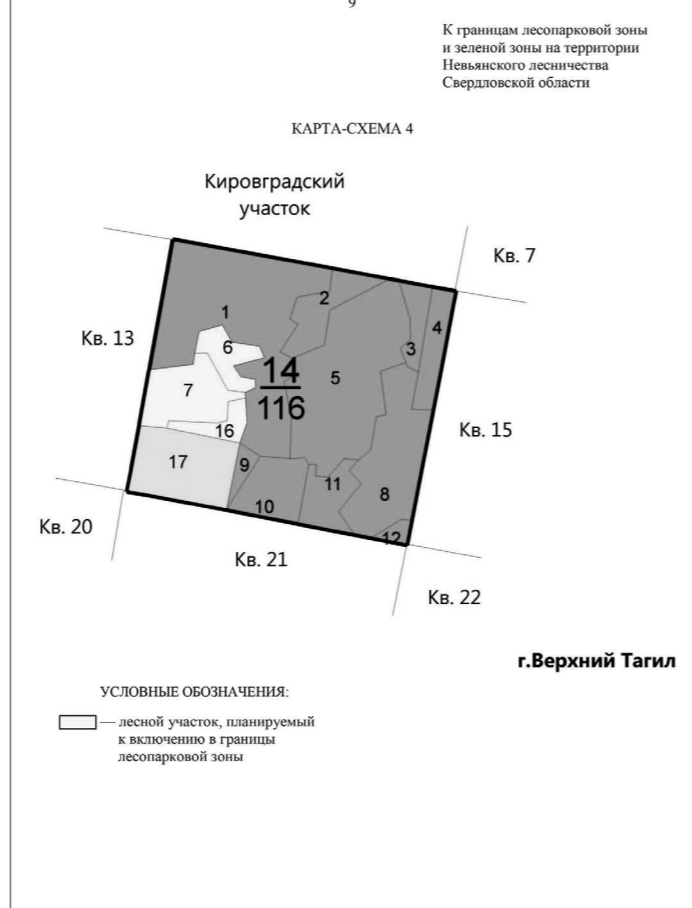 9
К границам лесопарковой зоны
и зеленой зоны на территории
Невьянского лесничества
Свердловской области
КАРТА-СХЕМА 4
Кировградский
участок
Кв. 7
2
1
4
Кв. 13
6
3
14
5
7
116
16
Кв. 15
17
9
11
8
10
12
Кв. 20
Кв. 21
Кв. 22
г.Верхний Тагил
УСЛОВНЫЕ ОБОЗНАЧЕНИЯ:
— лесной участок, планируемый
к включению в границы
лесопарковой зоны